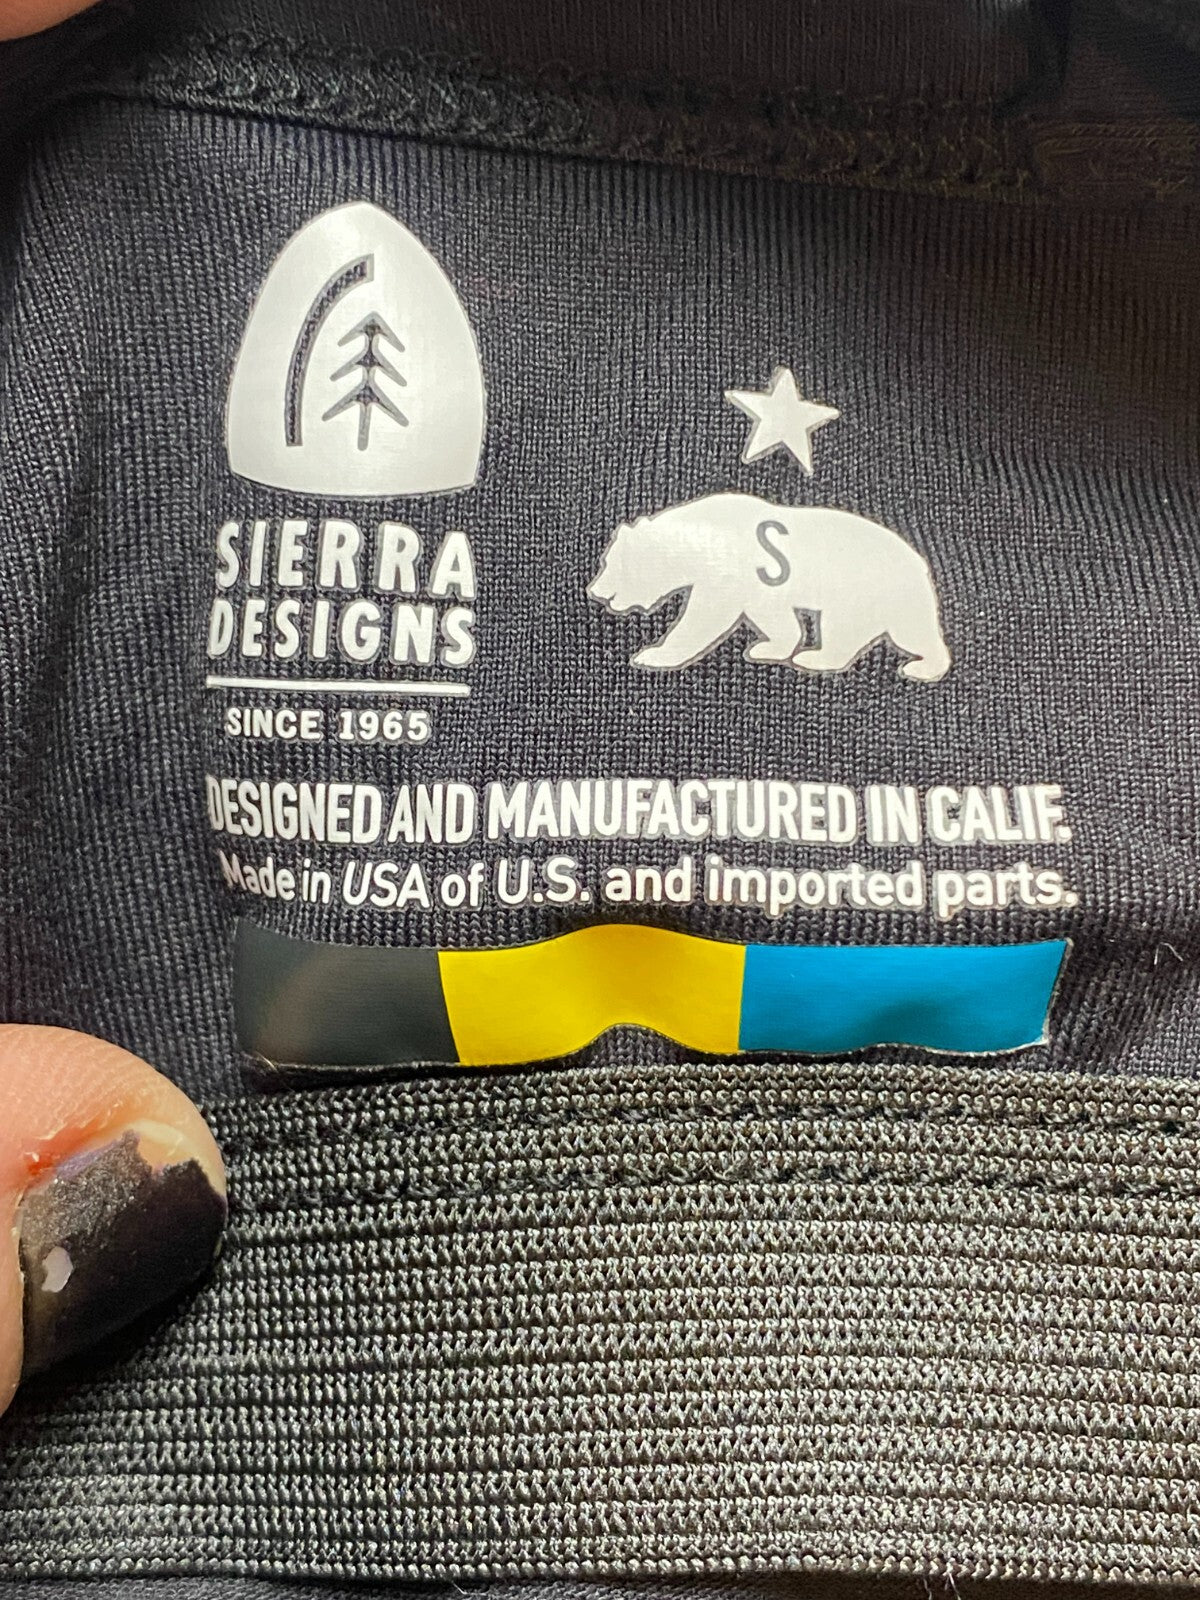 SIERRA
DESIGNS
SINCE 1965
S
DESIGNED AND MANUFACTURED IN CALIF.
Made in USA of U.S. and imported parts.